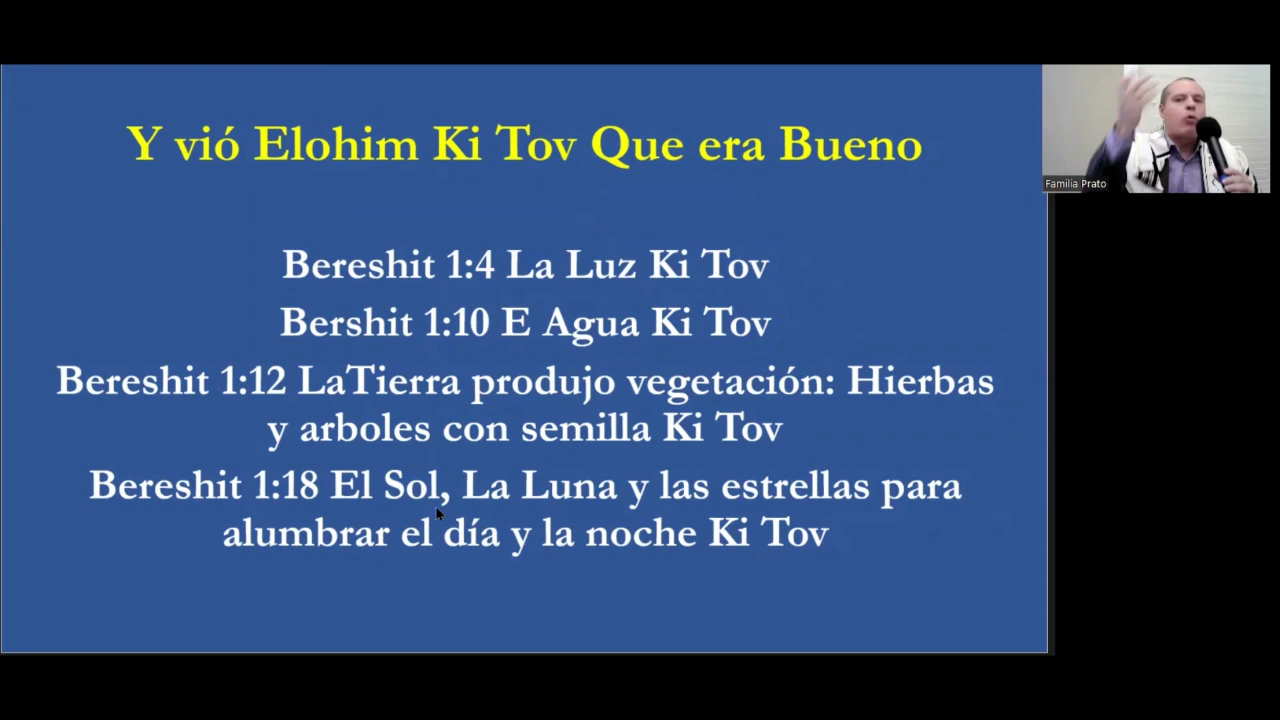 Y vió Elohim Ki Tov Que era Bueno
Bereshit 1:4 La Luz Ki Tov
Bershit 1:10 E Agua Ki Tov
Bereshit 1:12 LaTierra produjo vegetación: Hierbas
y arboles con semilla Ki Tov
Bereshit 1:18 El Sol, La Luna y las estrellas para
alumbrar el día y la noche Ki Tov
Familia Prato